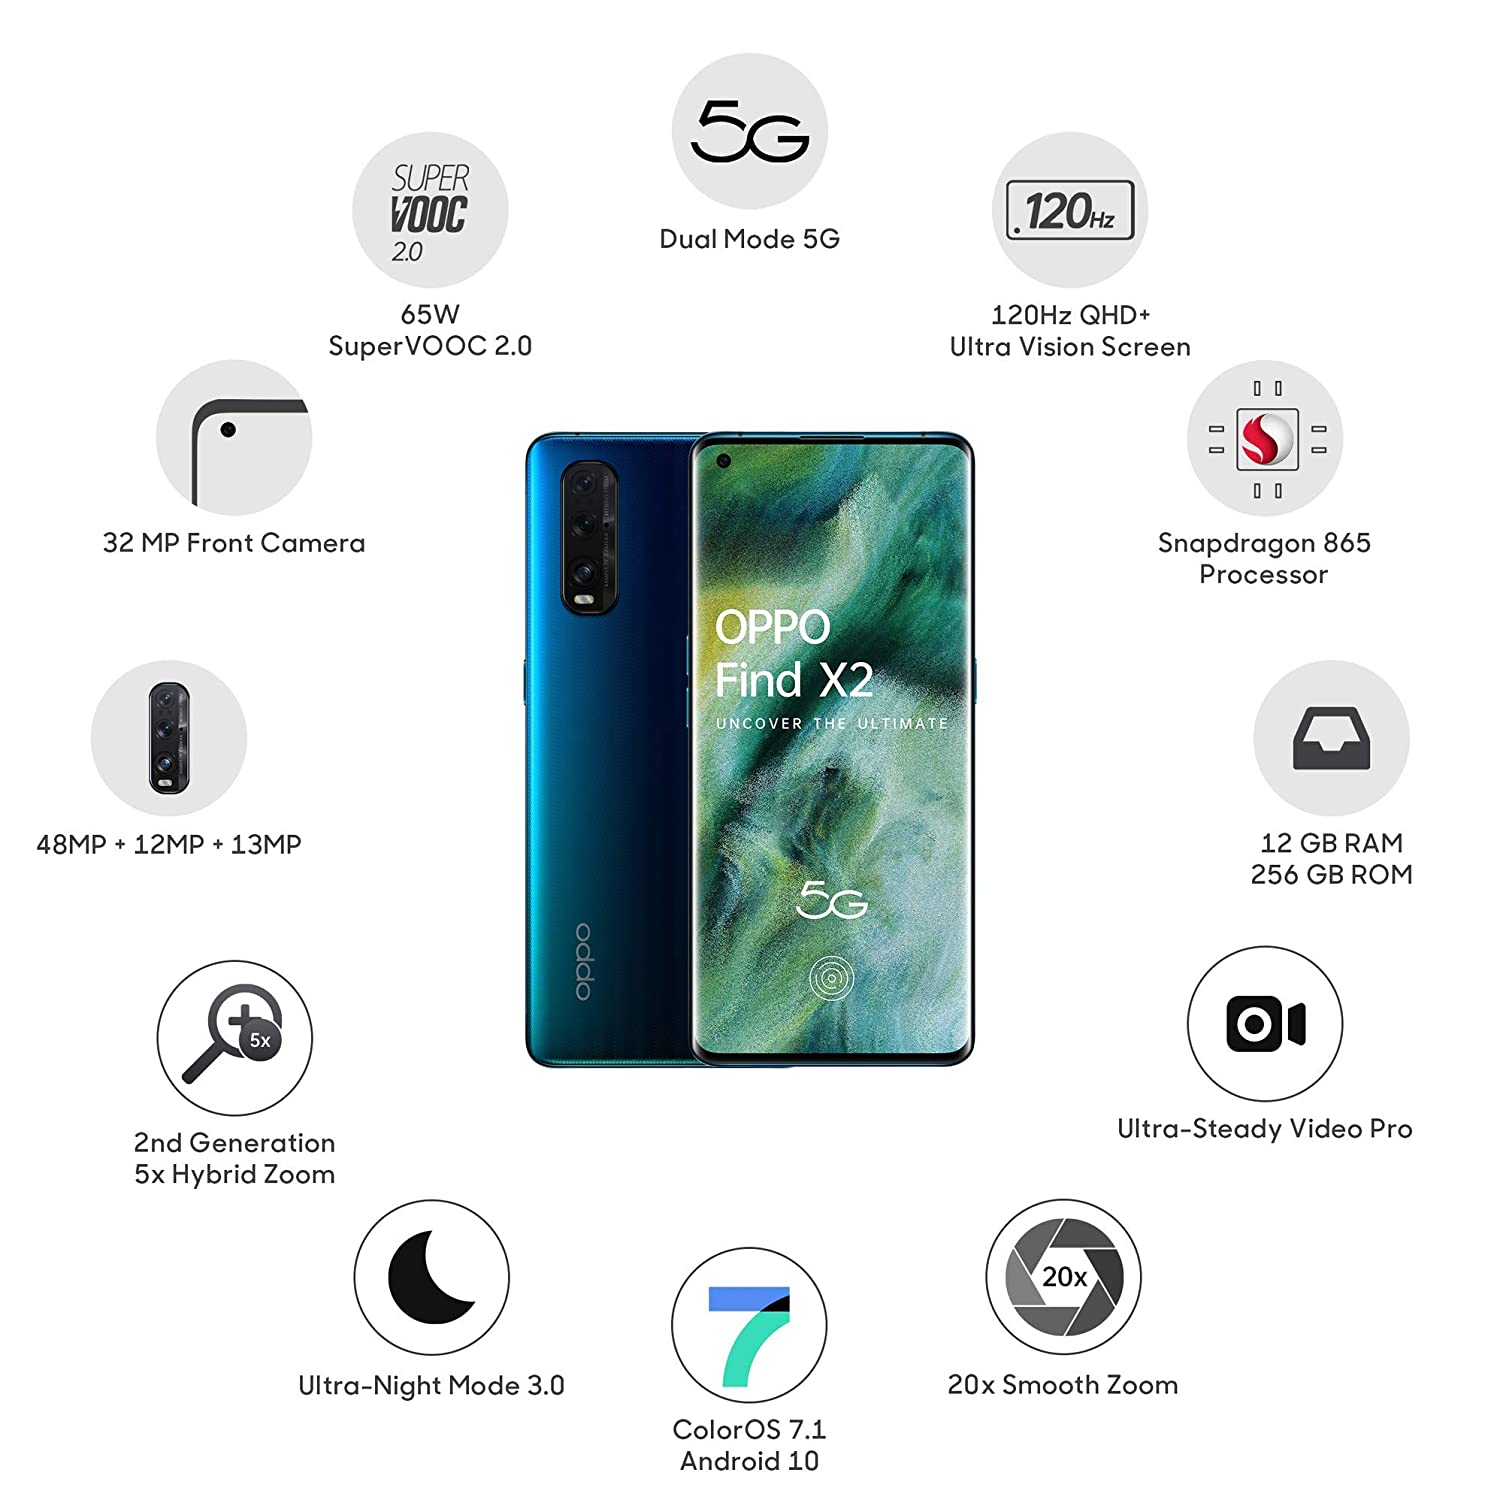 5G
Dual Mode 5G
SUPER
VOOC
2.0
65W
SuperVOOC 2.0
120Hz
120Hz QHD+
Ultra Vision Screen
32 MP Front Camera
Snapdragon 865
Processor
OPPO
Find X2
UNCOVER THE ULTIMATE
5G
oppo
48MP + 12MP + 13MP
12 GB RAM
256 GB ROM
5x
2nd Generation
5x Hybrid Zoom
Ultra-Steady Video Pro
Ultra-Night Mode 3.0
7
ColorOS 7.1
Android 10
20x
20x Smooth Zoom